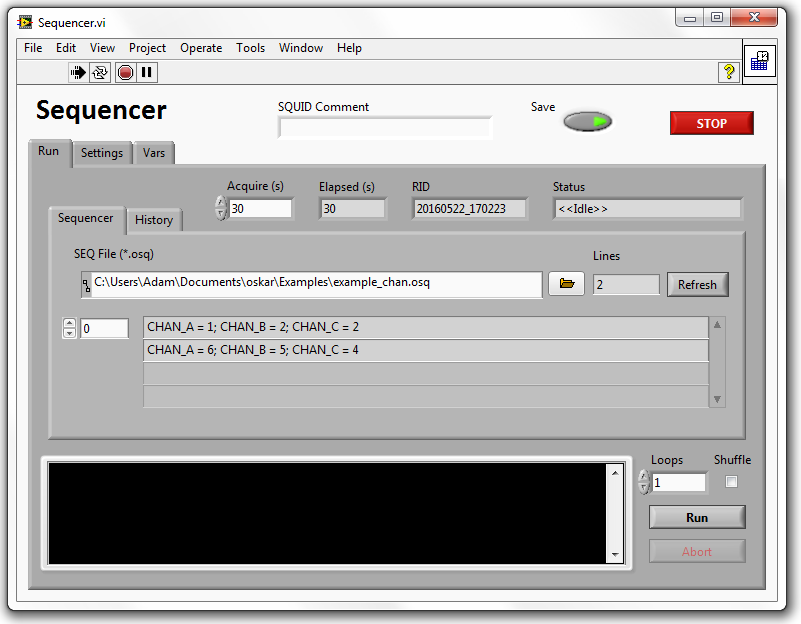 Sequencer.vi
File Edit View Project Operate Tools Window Help
?
Sequencer
SQUID Comment
Save
STOP
Run Settings Vars
Acquire (s) Elapsed (s) RID Status
30 30 20160522_170223 <<Idle>>
Sequencer History
SEQ File (*.osq)
Lines
C:\Users\Adam\Documents\oskar\Examples\example_chan.osq
2
Refresh
0
CHAN_A = 1; CHAN_B = 2; CHAN_C = 2
CHAN_A = 6; CHAN_B = 5; CHAN_C = 4
Loops Shuffle
1
Run
Abort